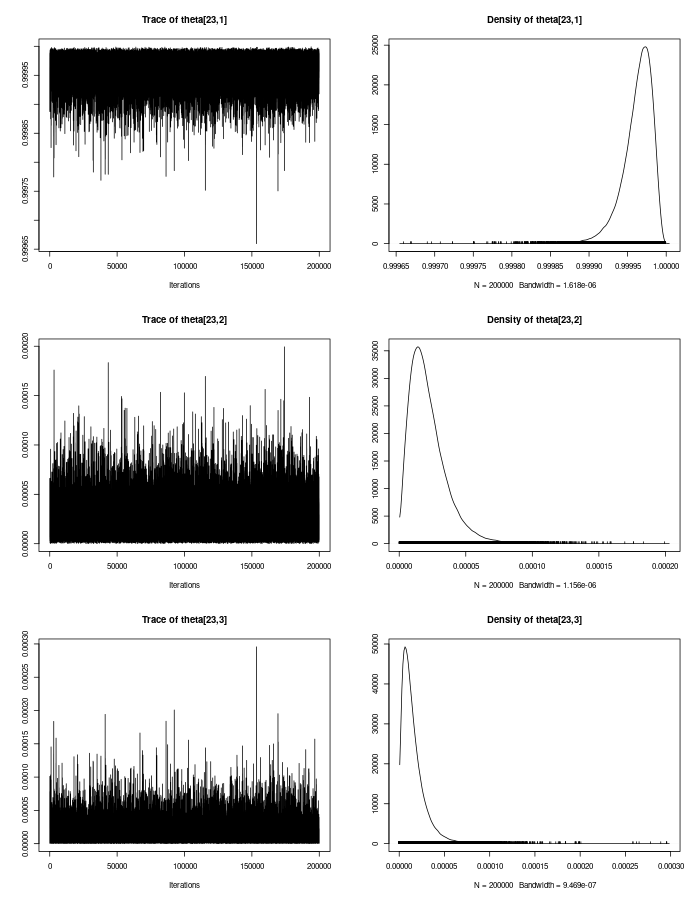 Trace of theta[23,1]
0.99965 0.99975 0.99985 0.99995
0 50000 100000 150000 200000
Iterations
Density of theta[23,1]
0 5000 10000 15000 20000 25000
0.99965 0.99970 0.99975 0.99980 0.99985 0.99990 0.99995 1.00000
N = 200000 Bandwidth = 1.618e-06
Trace of theta[23,2]
0.00000 0.00005 0.00010 0.00015 0.00020
0 50000 100000 150000 200000
Iterations
Density of theta[23,2]
0 5000 10000 15000 20000 25000 30000 35000
0.00000 0.00005 0.00010 0.00015 0.00020
N = 200000 Bandwidth = 1.156e-06
Trace of theta[23,3]
0.00000 0.00005 0.00010 0.00015 0.00020 0.00025 0.00030
0 50000 100000 150000 200000
Iterations
Density of theta[23,3]
0 10000 20000 30000 40000 50000
0.00000 0.00005 0.00010 0.00015 0.00020 0.00025 0.00030
N = 200000 Bandwidth = 9.469e-07